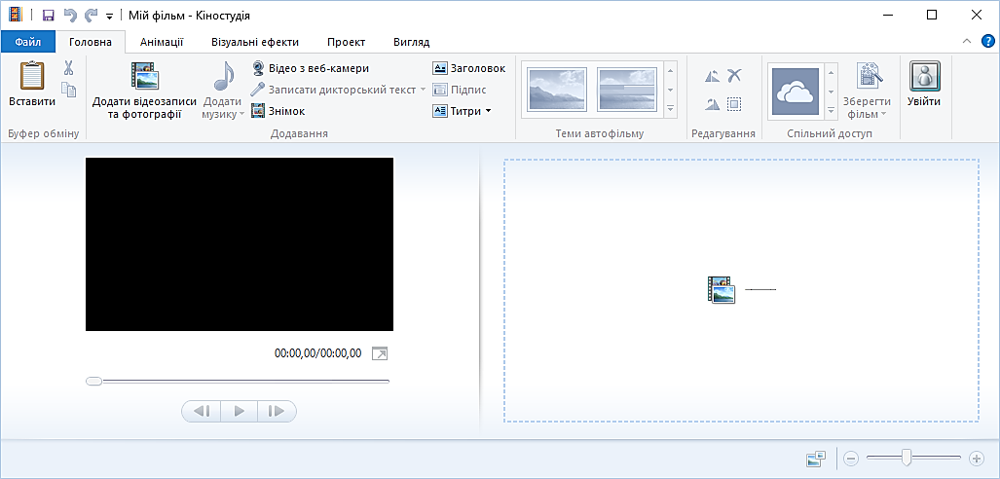 Мій фільм - Кіностудія
Файл
Головна
Анімації
Візуальні ефекти
Проект
Вигляд
Вставити
Буфер обміну
Додати відеозаписи
та фотографії
Додати
музику
Відео з веб-камери
Записати дикторський текст
Знімок
Заголовок
Підпис
Титри
Додавання
Теми автофільму
Редагування
Зберегти
фільм
Спільний доступ
Увійти
00:00,00/00:00,00